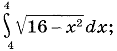 ∫₄⁴ √(16 − x²) dx;